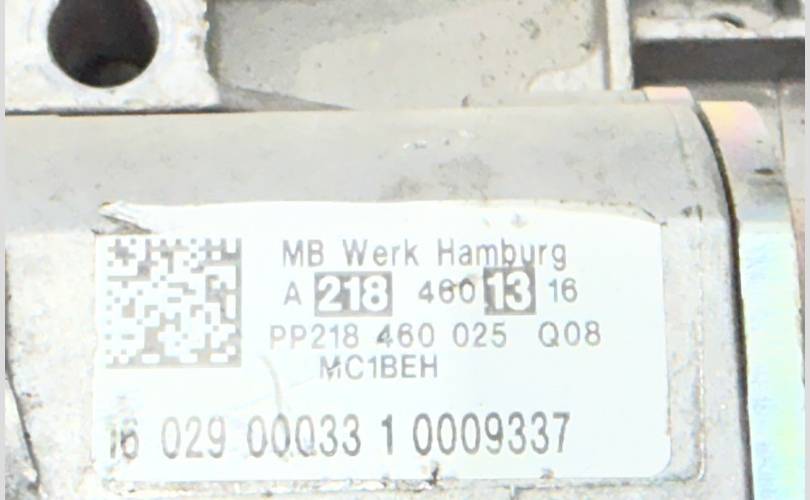 MB Werk Hamburg
A 218 460 13 16
PP218 460 025 Q08
MC1BEH
16 029 00033 1 0009337